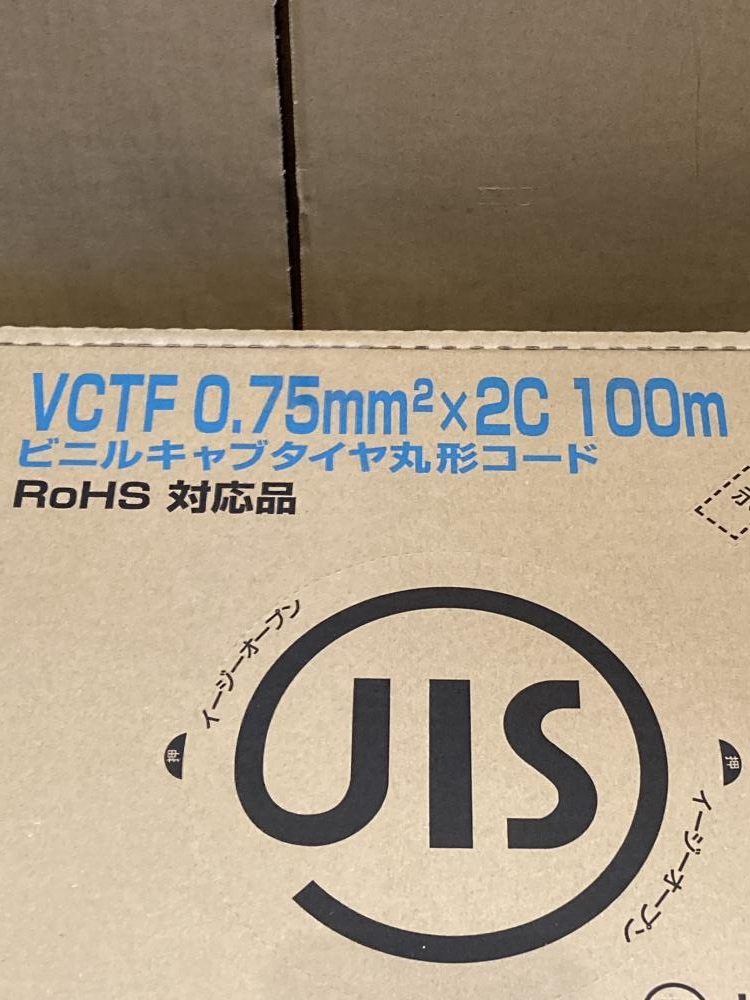 VCTF 0.75mm²×2C 100m
ビニルキャブタイヤ丸形コード
RoHS 対応品
イージーオープン
JIS
押
押
イージーオープン